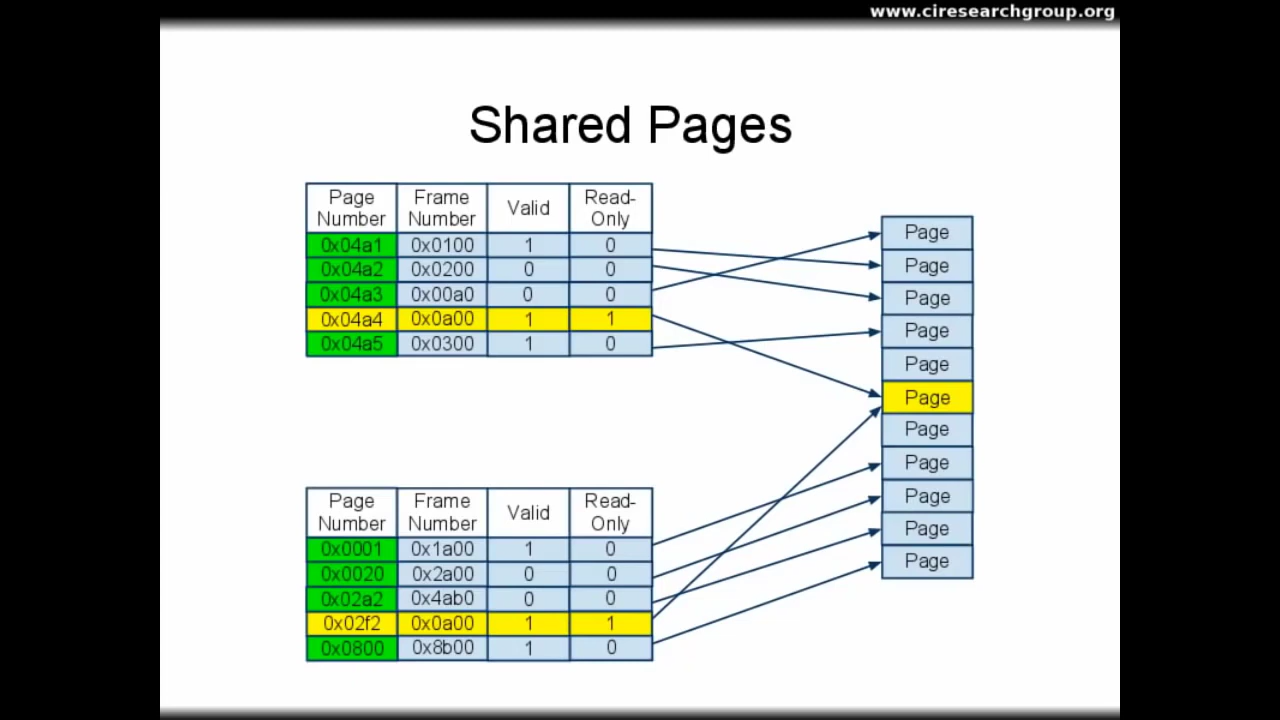 www.ciresearchgroup.org
Shared Pages
Page Number Frame Number Valid Read-Only
0x04a1 0x0100 1 0
0x04a2 0x0200 0 0
0x04a3 0x00a0 0 0
0x04a4 0x0a00 1 1
0x04a5 0x0300 1 0
Page
Page
Page
Page
Page
Page
Page
Page
Page
Page
Page
Page Number Frame Number Valid Read-Only
0x0001 0x1a00 1 0
0x0020 0x2a00 0 0
0x02a2 0x4ab0 0 0
0x02f2 0x0a00 1 1
0x0800 0x8b00 1 0